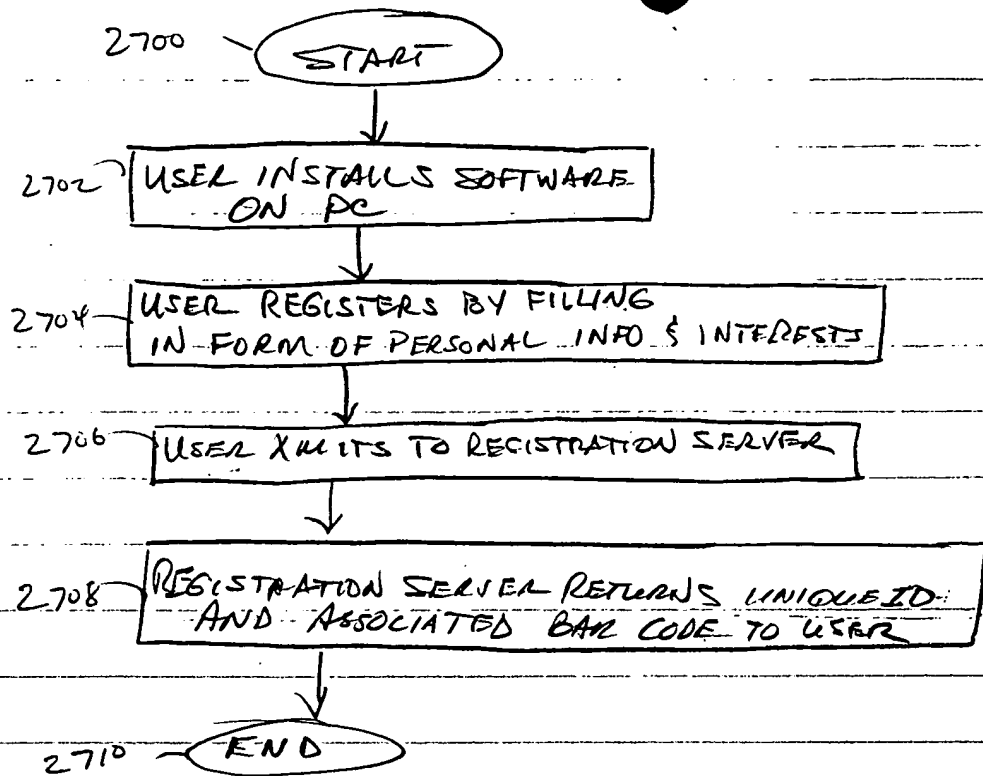 2700 START
2702 USER INSTALLS SOFTWARE
ON PC
2704 USER REGISTERS BY FILLING
IN FORM OF PERSONAL INFO & INTERESTS
2706 USER XMITS TO REGISTRATION SERVER
2708 REGISTRATION SERVER RETURNS UNIQUE ID
AND ASSOCIATED BAR CODE TO USER
2710 END